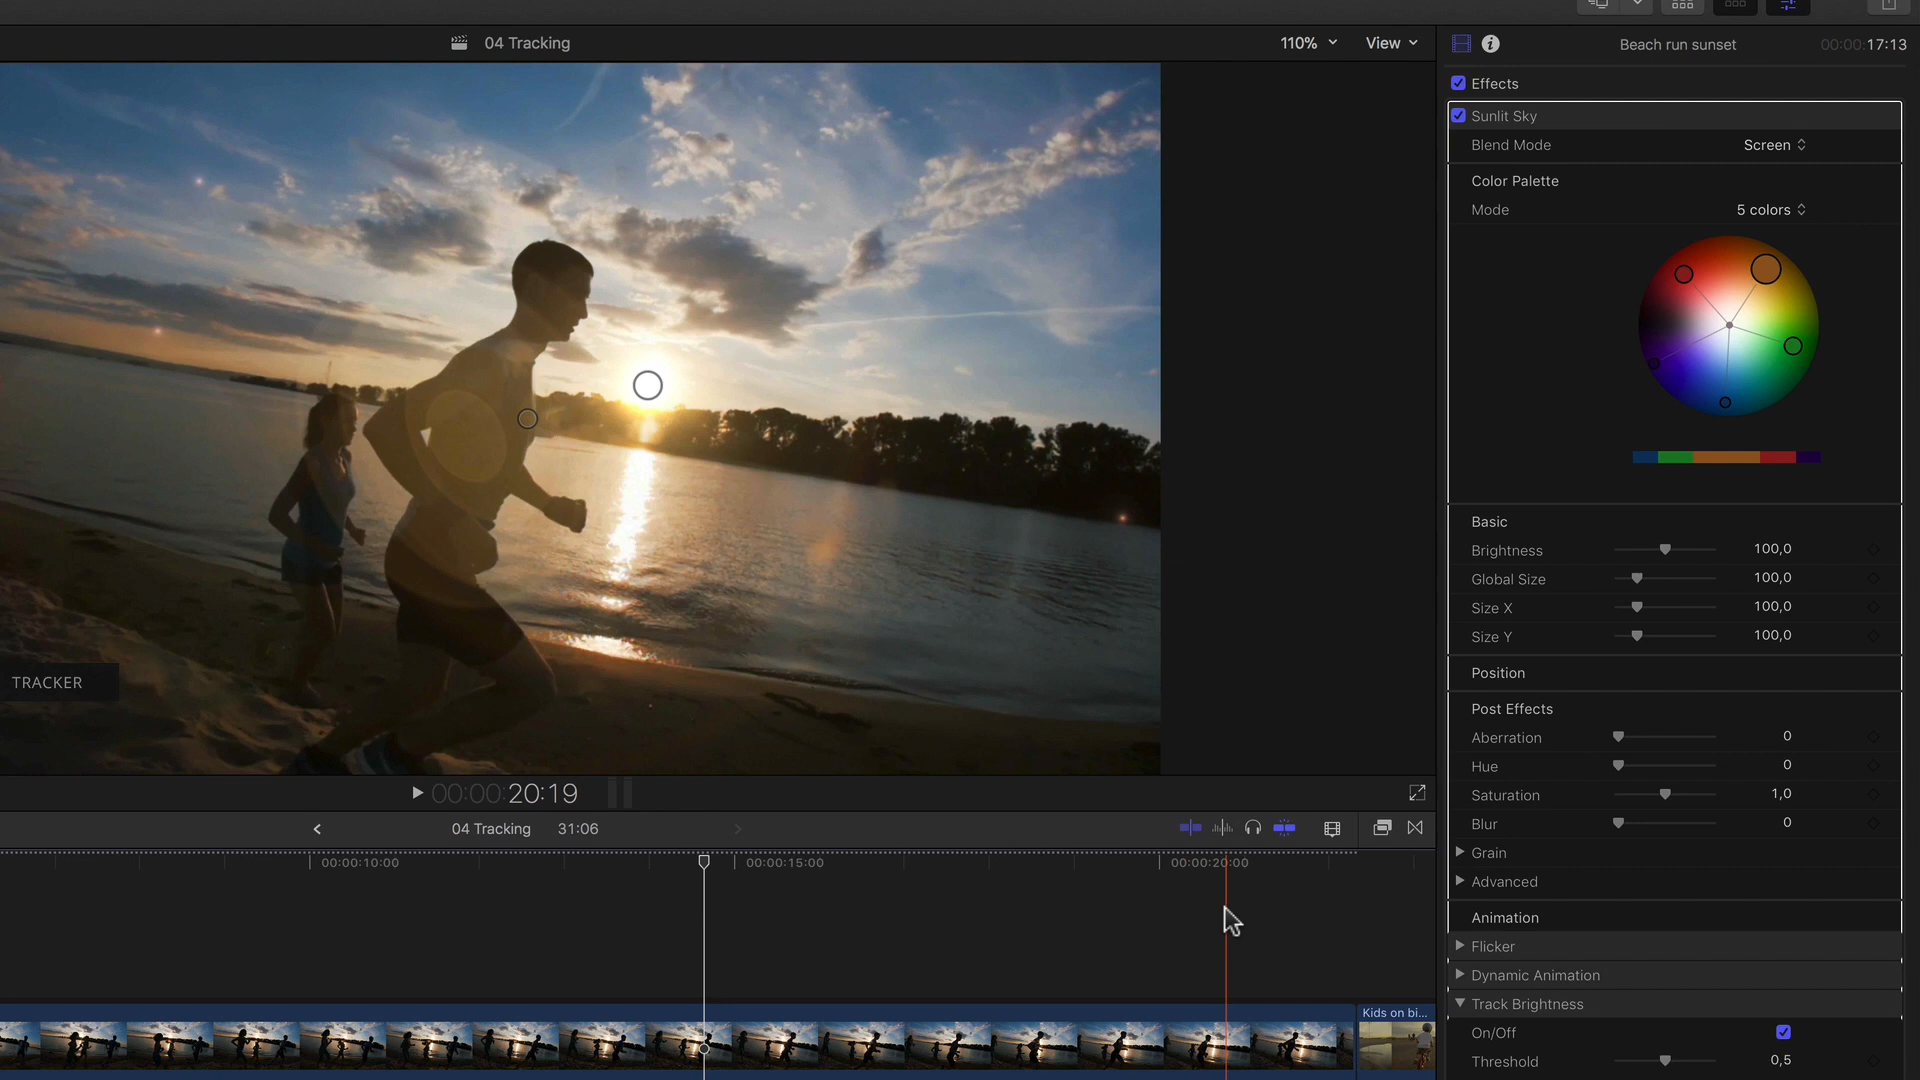 04 Tracking
110%
View
Beach run sunset
00:00:17:13
Effects
Sunlit Sky
Blend Mode
Screen
Color Palette
Mode
5 colors
Basic
Brightness
100,0
Global Size
100,0
Size X
100,0
Size Y
100,0
Position
Post Effects
Aberration
0
Hue
0
Saturation
1,0
Blur
0
Grain
Advanced
Animation
Flicker
Dynamic Animation
Track Brightness
On/Off
Threshold
0,5
TRACKER
00:00:20:19
04 Tracking
31:06
00:00:10:00
00:00:15:00
00:00:20:00
Kids on bi...